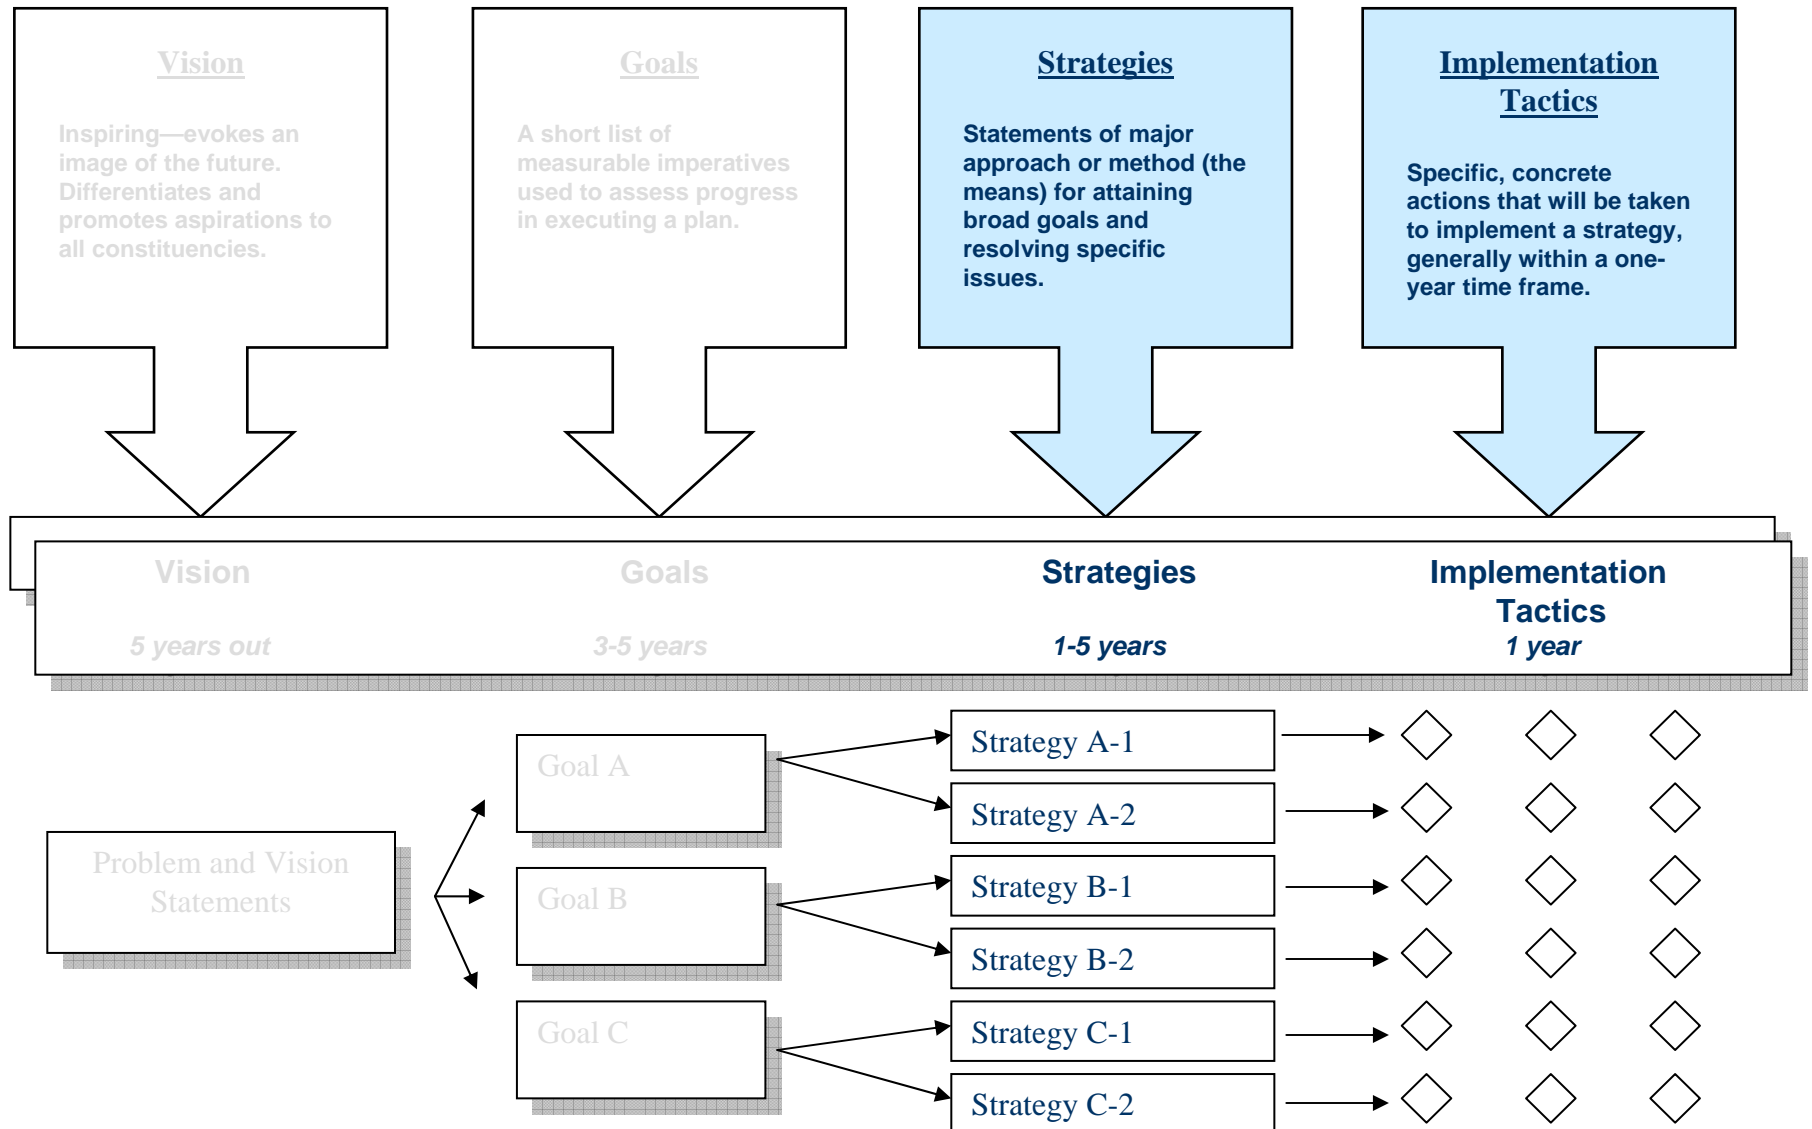 Vision
Inspiring—evokes an
image of the future.
Differentiates and
promotes aspirations to
all constituencies.
Goals
A short list of
measurable imperatives
used to assess progress
in executing a plan.
Strategies
Statements of major
approach or method (the
means) for attaining
broad goals and
resolving specific
issues.
Implementation
Tactics
Specific, concrete
actions that will be taken
to implement a strategy,
generally within a one-
year time frame.
Vision
5 years out
Goals
3-5 years
Strategies
1-5 years
Implementation
Tactics
1 year
Problem and Vision
Statements
Goal A
Goal B
Goal C
Strategy A-1
Strategy A-2
Strategy B-1
Strategy B-2
Strategy C-1
Strategy C-2